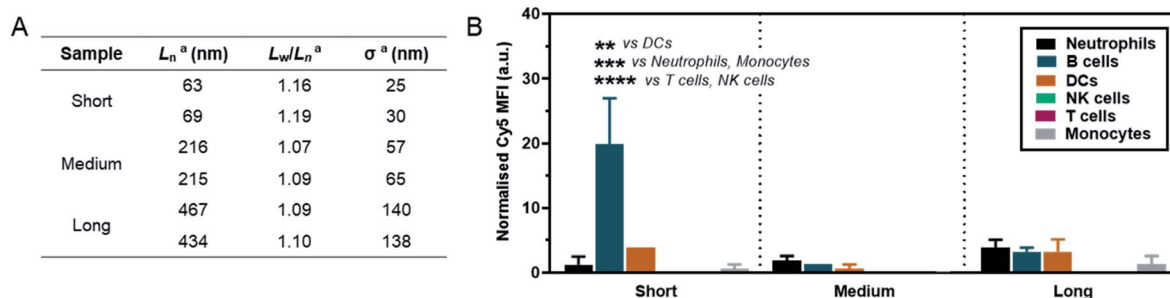 A
Sample Ln a (nm) Lw/Ln a σ a (nm)
Short
63 1.16 25
69 1.19 30
Medium
216 1.07 57
215 1.09 65
Long
467 1.09 140
434 1.10 138
B
Normalised Cy5 MFI (a.u.)
40
30
20
10
0
** vs DCs
*** vs Neutrophils, Monocytes
**** vs T cells, NK cells
Neutrophils
B cells
DCs
NK cells
T cells
Monocytes
Short Medium Long